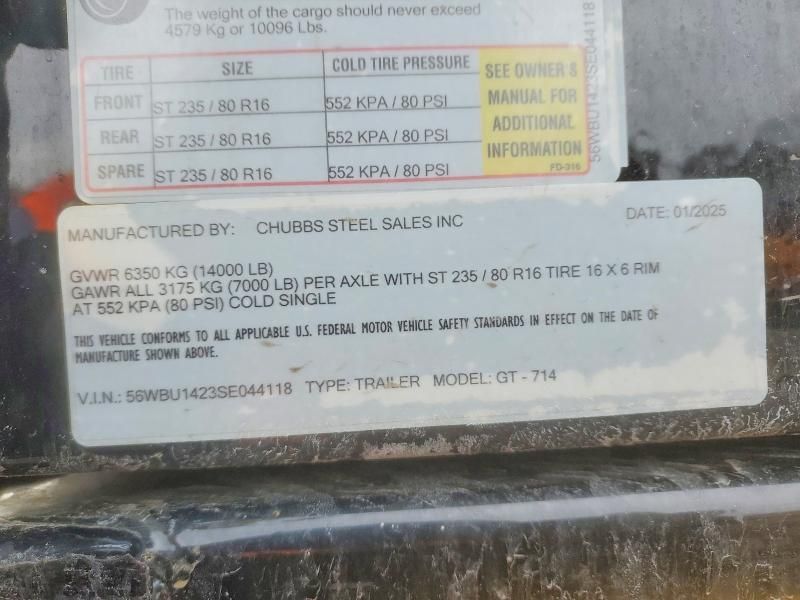 The weight of the cargo should never exceed
4579 Kg or 10096 Lbs.
TIRE SIZE COLD TIRE PRESSURE
FRONT ST 235 / 80 R16 552 KPA / 80 PSI
REAR ST 235 / 80 R16 552 KPA / 80 PSI
SPARE ST 235 / 80 R16 552 KPA / 80 PSI
SEE OWNER'S
MANUAL FOR
ADDITIONAL
INFORMATION
FD-316
56WBU1423SE044118
MANUFACTURED BY: CHUBBS STEEL SALES INC DATE: 01/2025
GVWR 6350 KG (14000 LB)
GAWR ALL 3175 KG (7000 LB) PER AXLE WITH ST 235 / 80 R16 TIRE 16 X 6 RIM
AT 552 KPA (80 PSI) COLD SINGLE
THIS VEHICLE CONFORMS TO ALL APPLICABLE U.S. FEDERAL MOTOR VEHICLE SAFETY STANDARDS IN EFFECT ON THE DATE OF
MANUFACTURE SHOWN ABOVE.
V.I.N.: 56WBU1423SE044118 TYPE: TRAILER MODEL: GT - 714